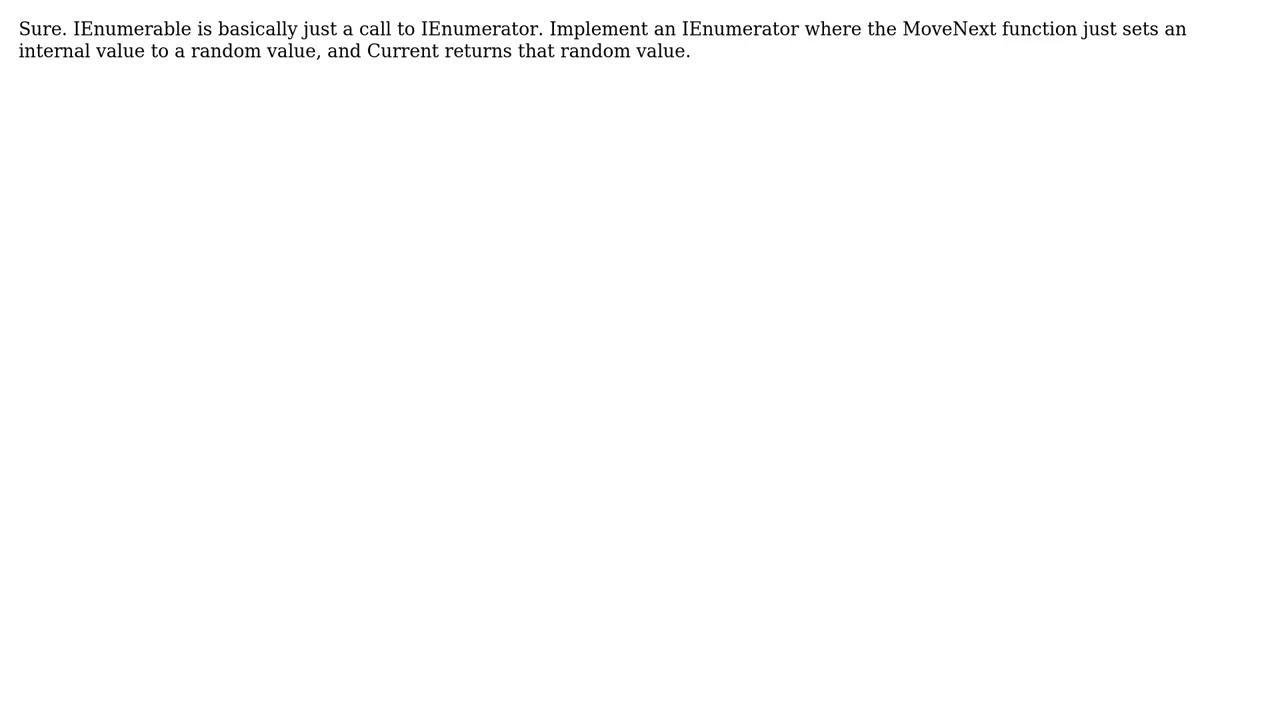 Sure. IEnumerable is basically just a call to IEnumerator. Implement an IEnumerator where the MoveNext function just sets an
internal value to a random value, and Current returns that random value.